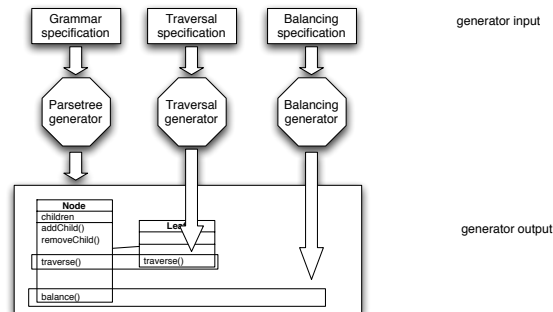 Grammar
specification
Traversal
specification
Balancing
specification
generator input
Parsetree
generator
Traversal
generator
Balancing
generator
Node
children
addChild()
removeChild()
traverse()
traverse()
balance()
generator output